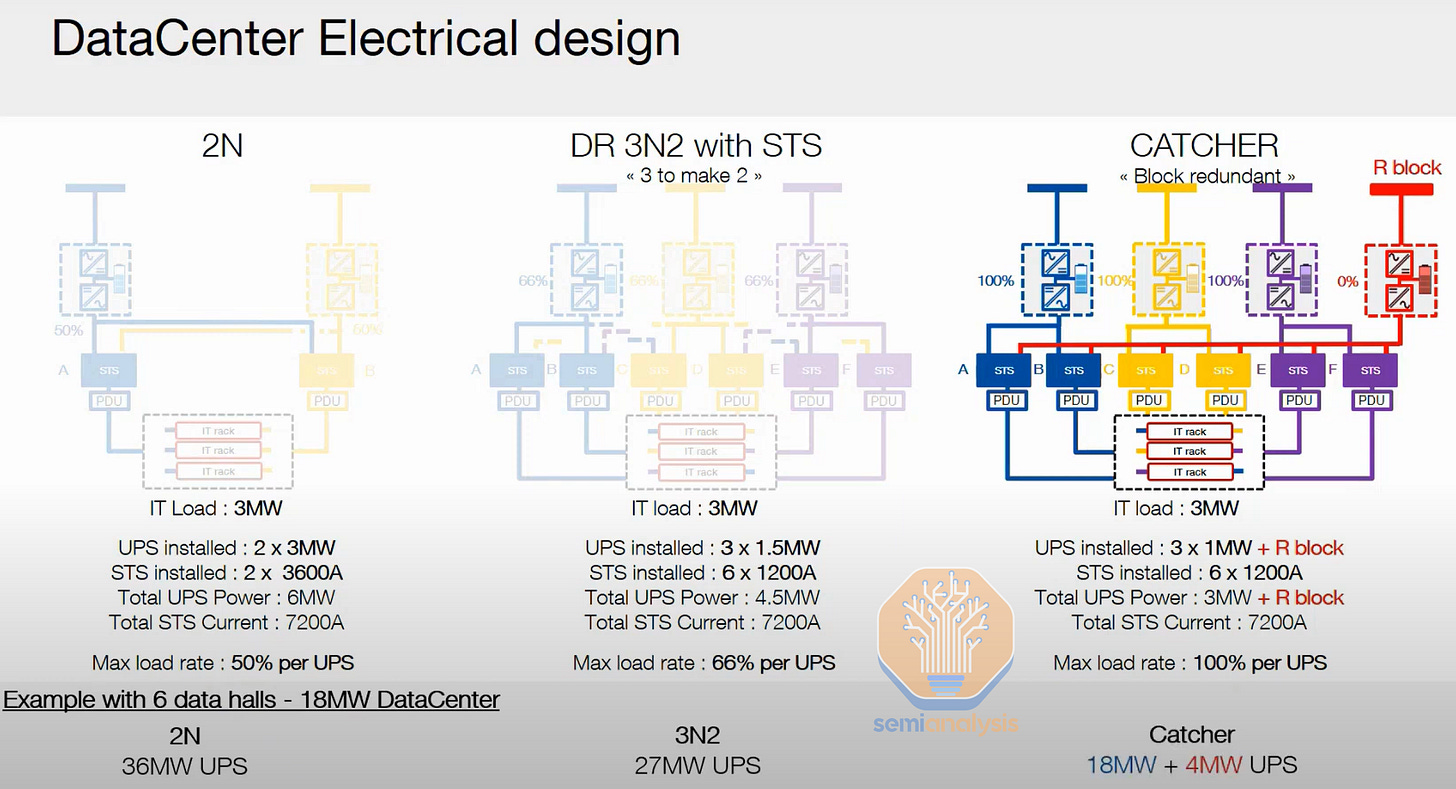 DataCenter Electrical design
2N
50%
50%
A
STS
STS
B
PDU
PDU
IT rack
IT rack
IT rack
IT Load : 3MW
UPS installed : 2 x 3MW
STS installed : 2 x 3600A
Total UPS Power : 6MW
Total STS Current : 7200A
Max load rate : 50% per UPS
DR 3N2 with STS
« 3 to make 2 »
66%
66%
66%
A
STS
B
STS
C
STS
D
STS
E
STS
F
STS
PDU
PDU
PDU
PDU
PDU
PDU
IT rack
IT rack
IT rack
IT load : 3MW
UPS installed : 3 x 1.5MW
STS installed : 6 x 1200A
Total UPS Power : 4.5MW
Total STS Current : 7200A
Max load rate : 66% per UPS
CATCHER
« Block redundant »
R block
100%
100%
100%
0%
A
STS
B
STS
C
STS
D
STS
E
STS
F
STS
PDU
PDU
PDU
PDU
PDU
PDU
IT rack
IT rack
IT rack
IT load : 3MW
UPS installed : 3 x 1MW + R block
STS installed : 6 x 1200A
Total UPS Power : 3MW + R block
Total STS Current : 7200A
Max load rate : 100% per UPS
semianalysis
Example with 6 data halls - 18MW DataCenter
2N
36MW UPS
3N2
27MW UPS
Catcher
18MW + 4MW UPS